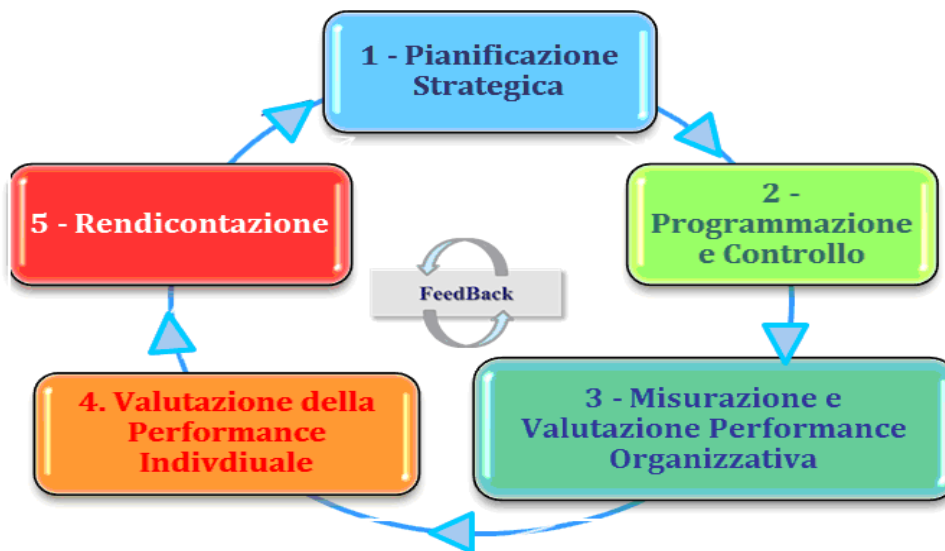 1 - Pianificazione
Strategica
2 -
Programmazione
e Controllo
3 - Misurazione e
Valutazione Performance
Organizzativa
4. Valutazione della
Performance
Indivdiuale
5 - Rendicontazione
FeedBack